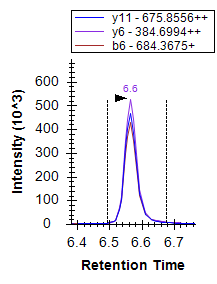 y11 - 675.8556++
y6 - 384.6994++
b6 - 684.3675+
6.6
600
500
400
300
200
100
0
Intensity (10^3)
6.4 6.5 6.6 6.7
Retention Time